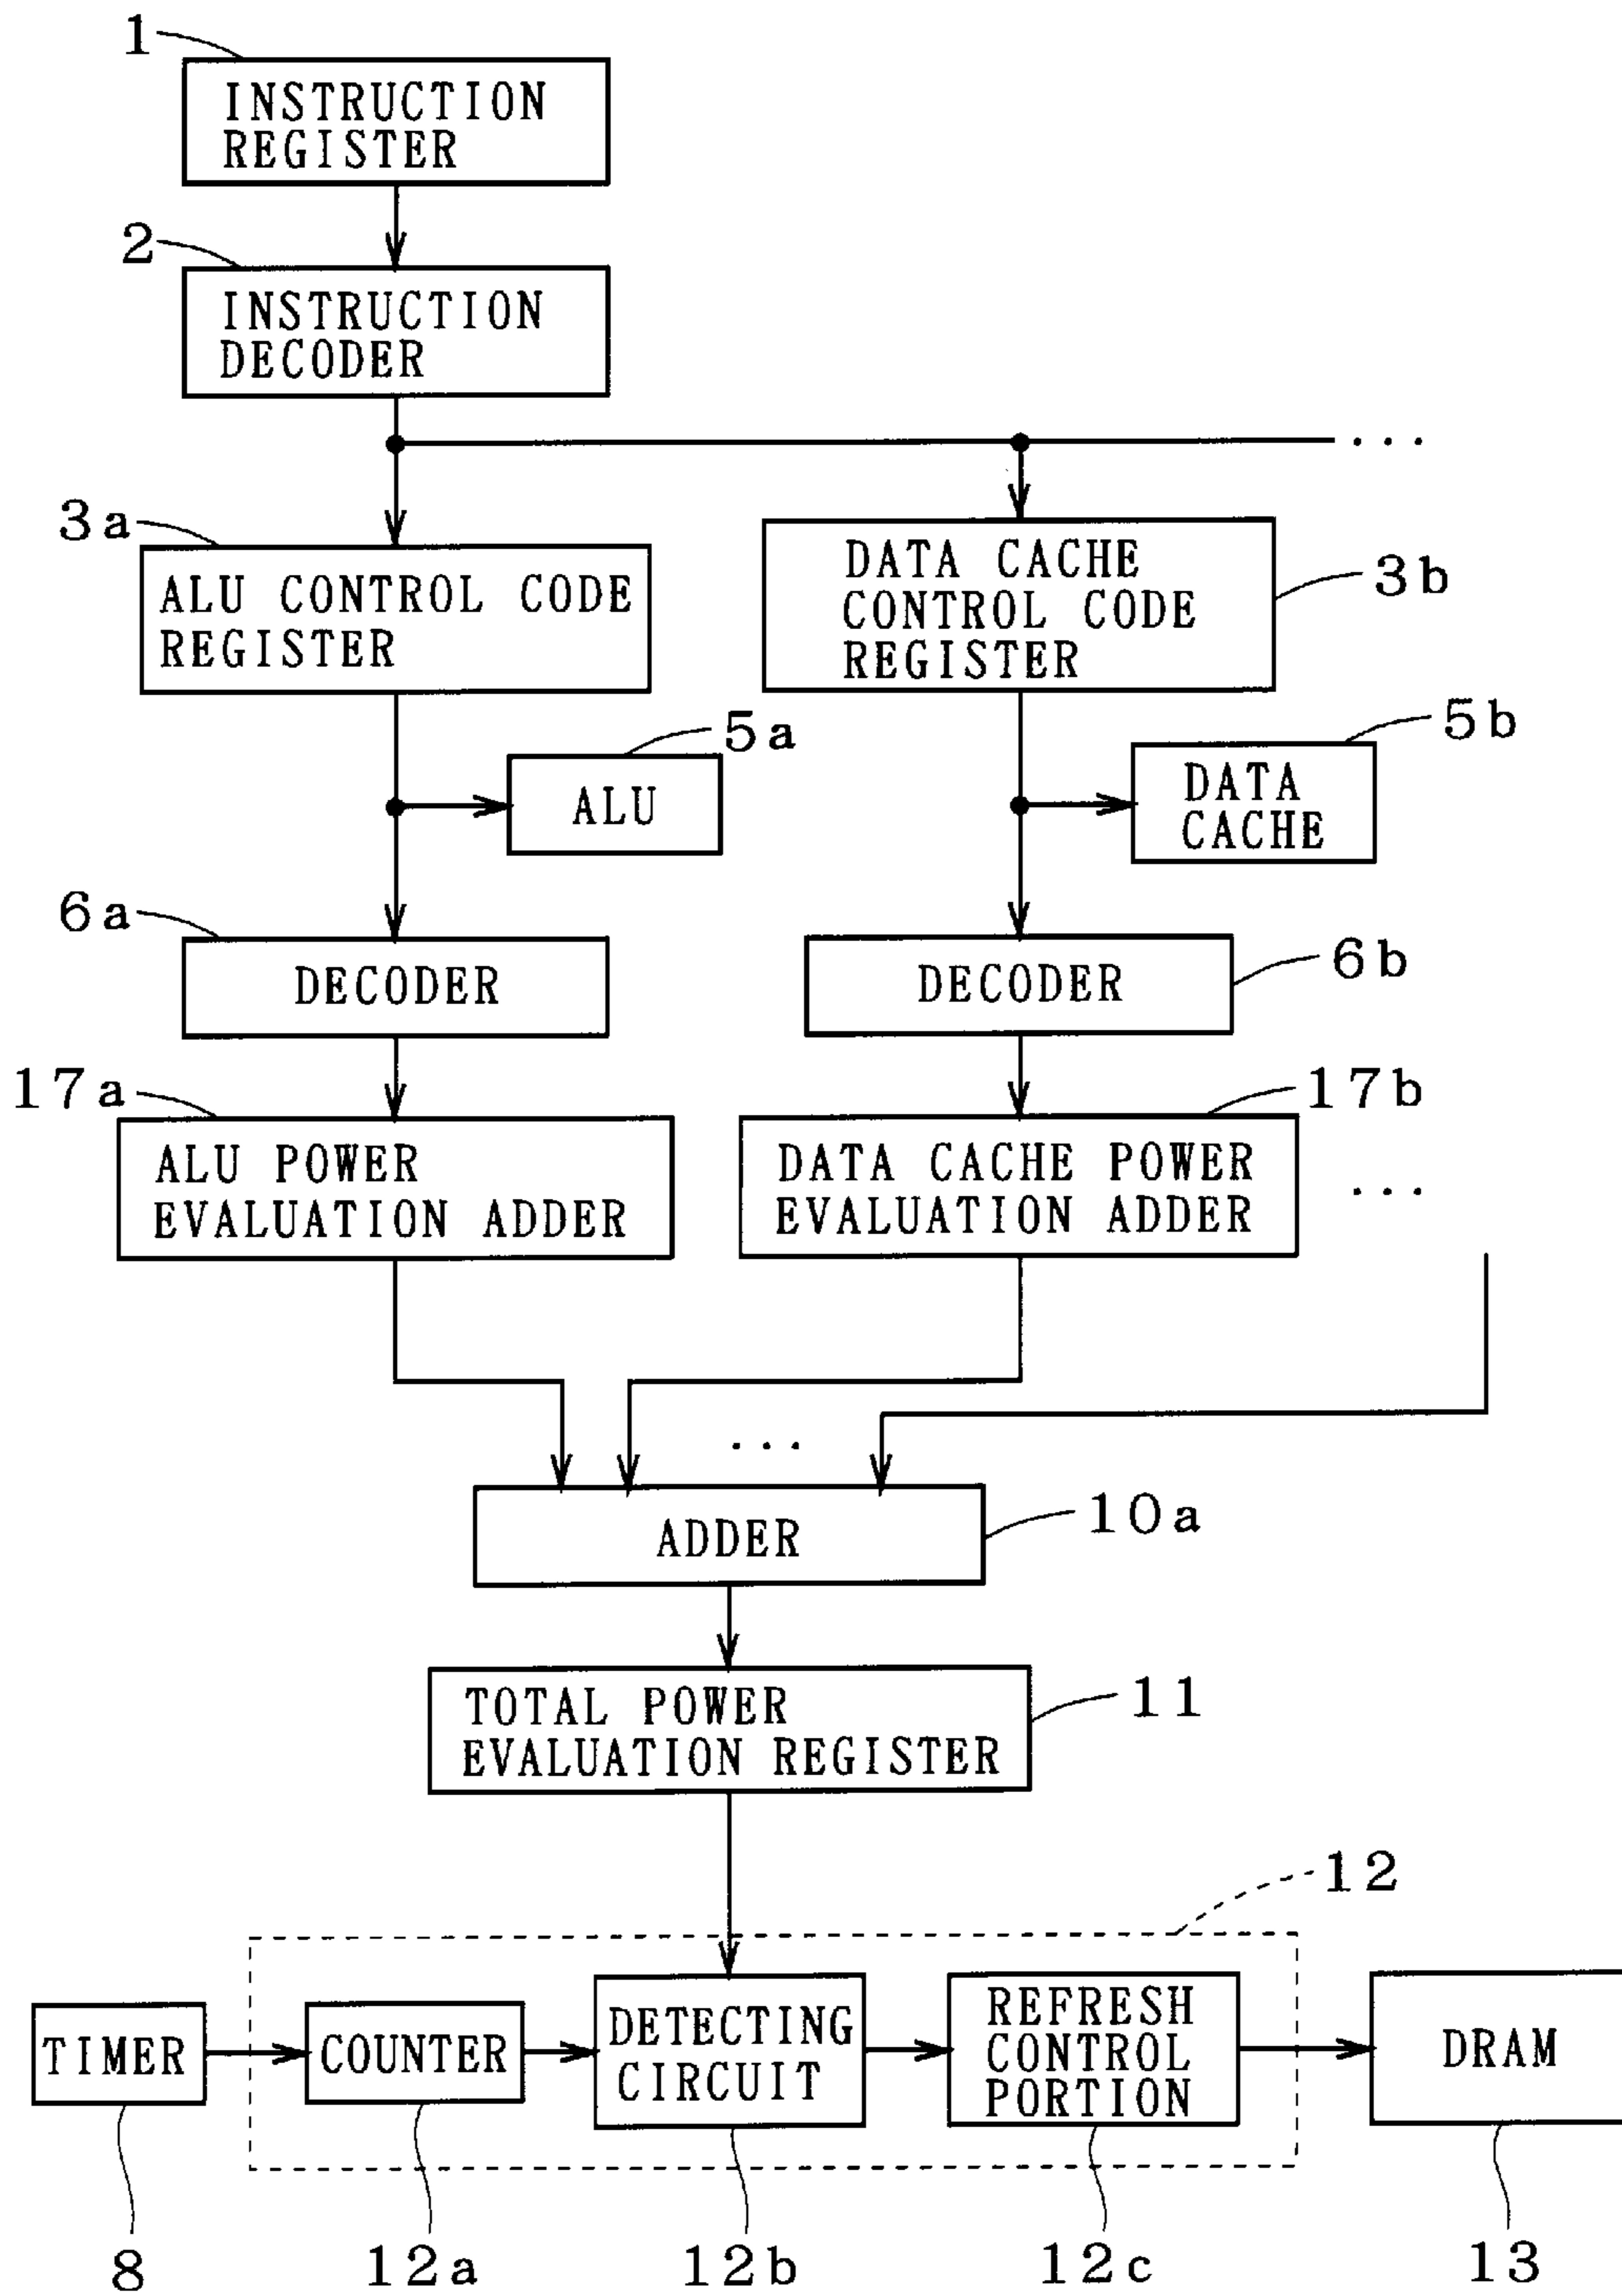 1
INSTRUCTION
REGISTER
2
INSTRUCTION
DECODER
...
3a
ALU CONTROL CODE
REGISTER
DATA CACHE
CONTROL CODE
REGISTER
3b
5a
ALU
5b
DATA
CACHE
6a
DECODER
DECODER
6b
17a
ALU POWER
EVALUATION ADDER
17b
DATA CACHE POWER
EVALUATION ADDER
...
...
ADDER
10a
TOTAL POWER
EVALUATION REGISTER
11
12
TIMER
COUNTER
DETECTING
CIRCUIT
REFRESH
CONTROL
PORTION
DRAM
8
12a
12b
12c
13